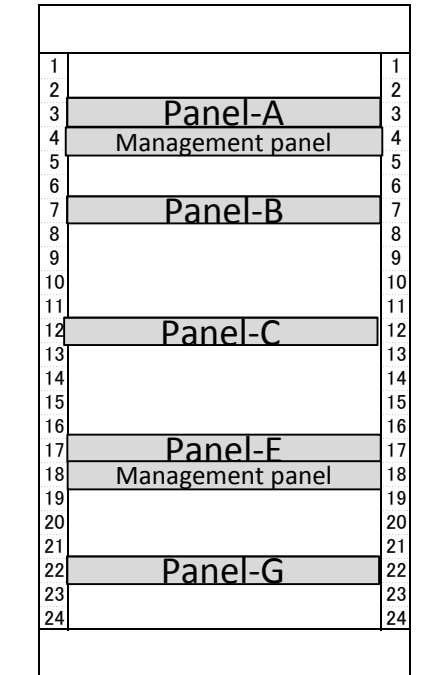 1 1
2 2
3 Panel-A 3
4 Management panel 4
5 5
6 6
7 Panel-B 7
8 8
9 9
10 10
11 11
12 Panel-C 12
13 13
14 14
15 15
16 16
17 Panel-E 17
18 Management panel 18
19 19
20 20
21 21
22 Panel-G 22
23 23
24 24